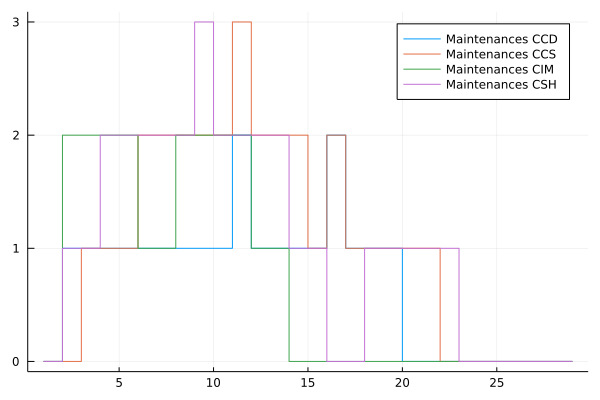 3
Maintenances CCD
Maintenances CCS
Maintenances CIM
Maintenances CSH
2
1
0
5 10 15 20 25